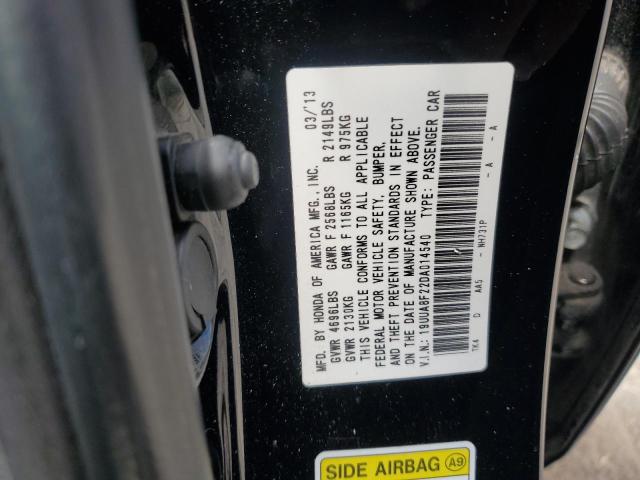 MFD. BY HONDA OF AMERICA MFG., INC. 03/'13
GVWR 4696LBS GAWR F 2568LBS R 2149LBS
GVWR 2130KG GAWR F 1165KG R 975KG
THIS VEHICLE CONFORMS TO ALL APPLICABLE
FEDERAL MOTOR VEHICLE SAFETY, BUMPER,
AND THEFT PREVENTION STANDARDS IN EFFECT
ON THE DATE OF MANUFACTURE SHOWN ABOVE.
V.I.N.: 19UUA8F22DA014540 TYPE: PASSENGER CAR
TK4 D AA5 - NH731P - A - A
SIDE AIRBAG A9